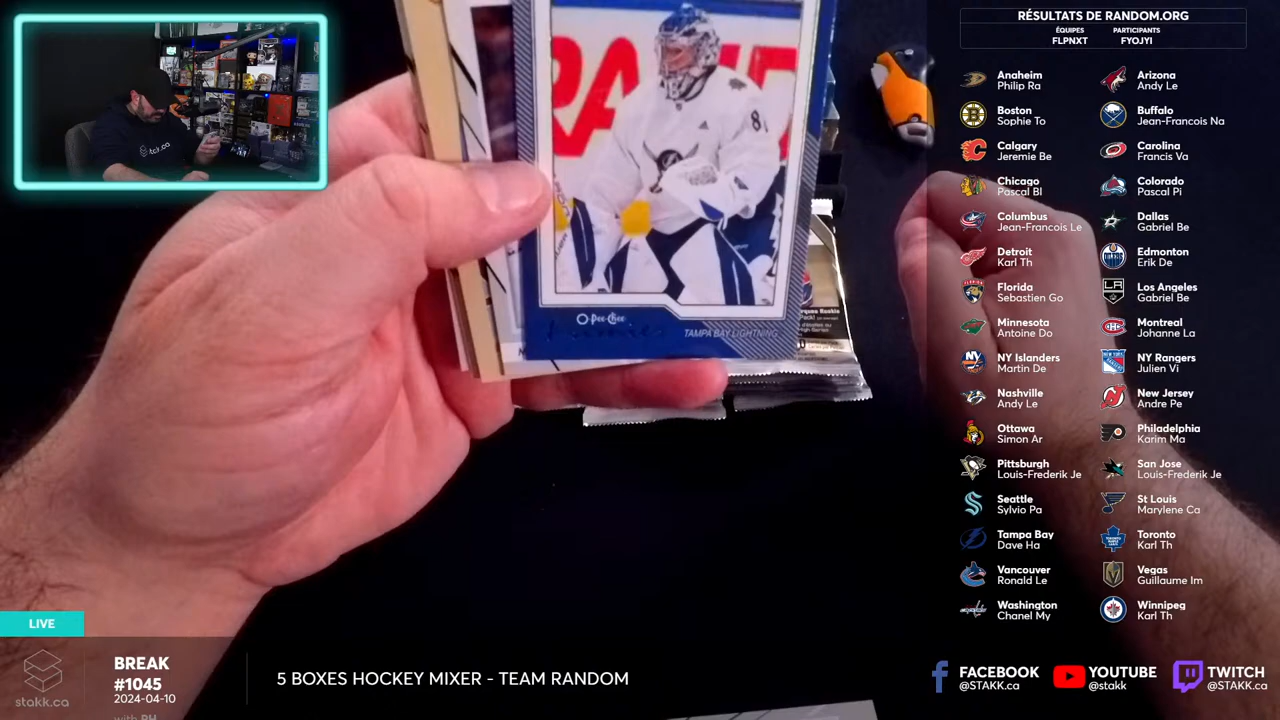 RÉSULTATS DE RANDOM.ORG
ÉQUIPES
FLPNXT
PARTICIPANTS
FYOJYI
Anaheim
Philip Ra
Arizona
Andy Le
Boston
Sophie To
Buffalo
Jean-Francois Na
Calgary
Jeremie Be
Carolina
Francis Va
Chicago
Pascal Bl
Colorado
Pascal Pi
Columbus
Jean-Francois Le
Dallas
Gabriel Be
Detroit
Karl Th
Edmonton
Erik De
Florida
Sebastien Go
Los Angeles
Gabriel Be
Minnesota
Antoine Do
Montreal
Johanne La
NY Islanders
Martin De
NY Rangers
Julien Vi
Nashville
Andy Le
New Jersey
Andre Pe
Ottawa
Simon Ar
Philadelphia
Karim Ma
Pittsburgh
Louis-Frederik Je
San Jose
Louis-Frederik Je
Seattle
Sylvio Pa
St Louis
Marylene Ca
Tampa Bay
Dave Ha
Toronto
Karl Th
Vancouver
Ronald Le
Vegas
Guillaume Im
Washington
Chanel My
Winnipeg
Karl Th
O-Pee-Chee
TAMPA BAY LIGHTNING
LIVE
stakk.ca
BREAK
#1045
2024-04-10
with PH
5 BOXES HOCKEY MIXER - TEAM RANDOM
FACEBOOK
@STAKK.ca
YOUTUBE
@stakk
TWITCH
@STAKK.ca